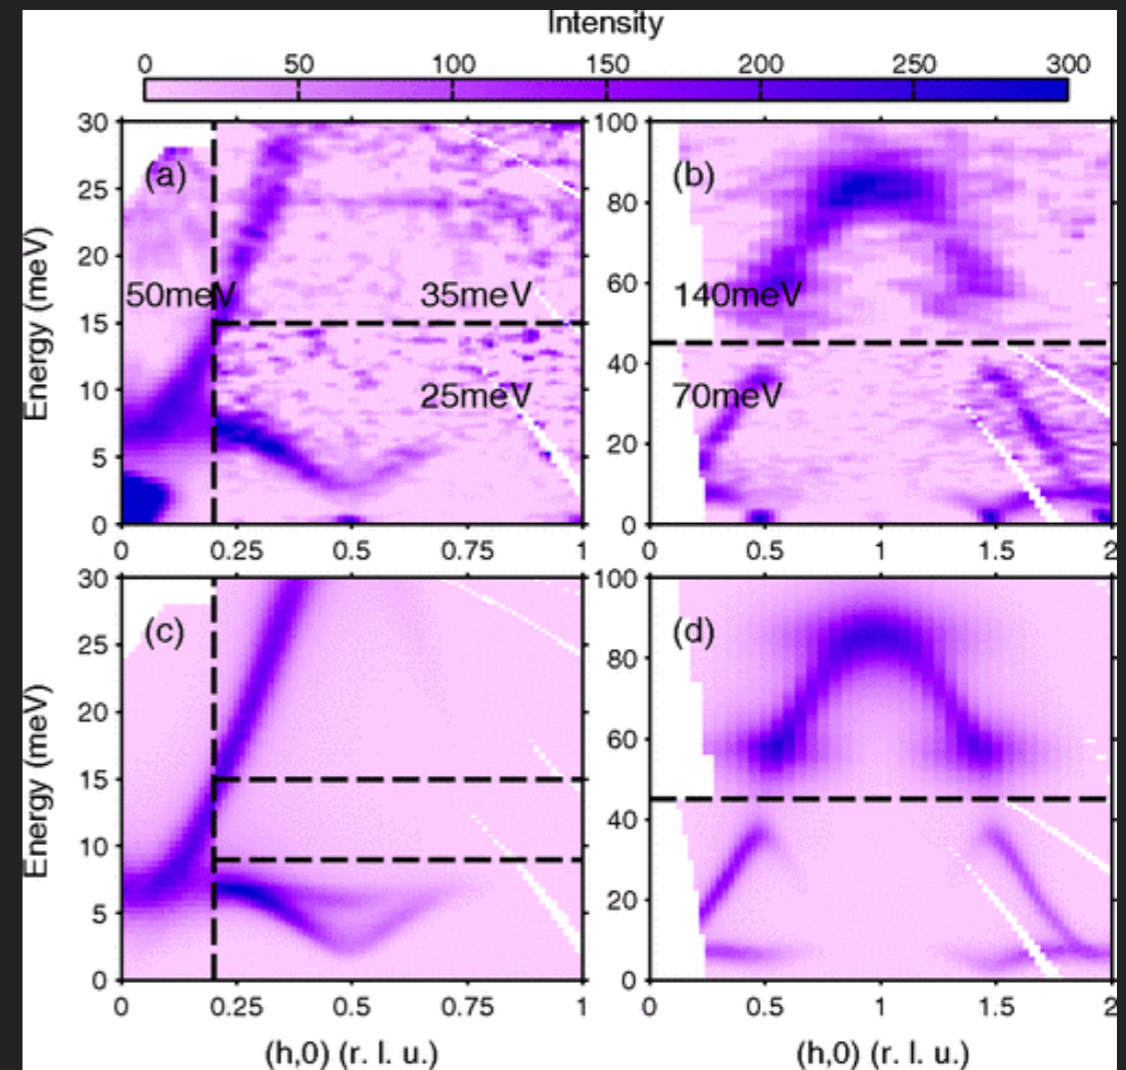 Intensity
0 50 100 150 200 250 300
(a)
30
25
20
15
10
5
0
Energy (meV)
50meV
35meV
25meV
0 0.25 0.5 0.75 1
(b)
100
80
60
40
20
0
140meV
70meV
0 0.5 1 1.5 2
(c)
30
25
20
15
10
5
0
Energy (meV)
0 0.25 0.5 0.75 1
(h,0) (r. l. u.)
(d)
100
80
60
40
20
0
0 0.5 1 1.5 2
(h,0) (r. l. u.)